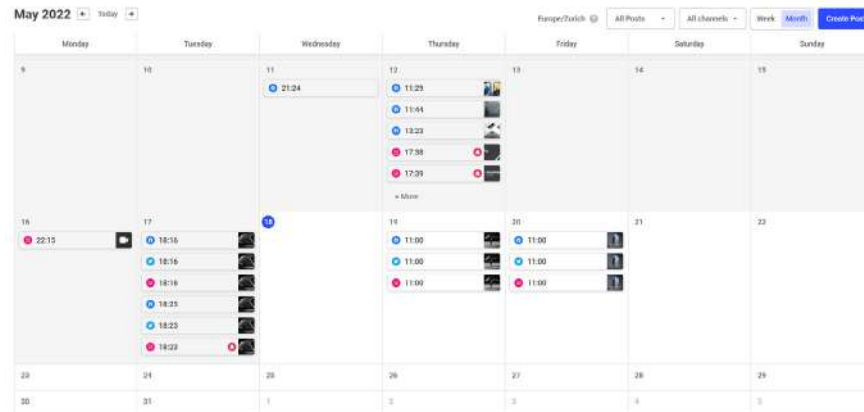 May 2022 Today Europe/Zurich All Posts All channels Week Month Create Pos
Monday Tuesday Wednesday Thursday Friday Saturday Sunday
9 10 11 12 13 14 15
21:24 11:29
11:44
13:23
17:38
17:39
+ More
16 17 18 19 20 21 22
22:15 18:16 11:00 11:00
18:16 11:00 11:00
18:16 11:00 11:00
18:23
18:23
18:23
23 24 25 26 27 28 29
30 31 1 2 3 4 5